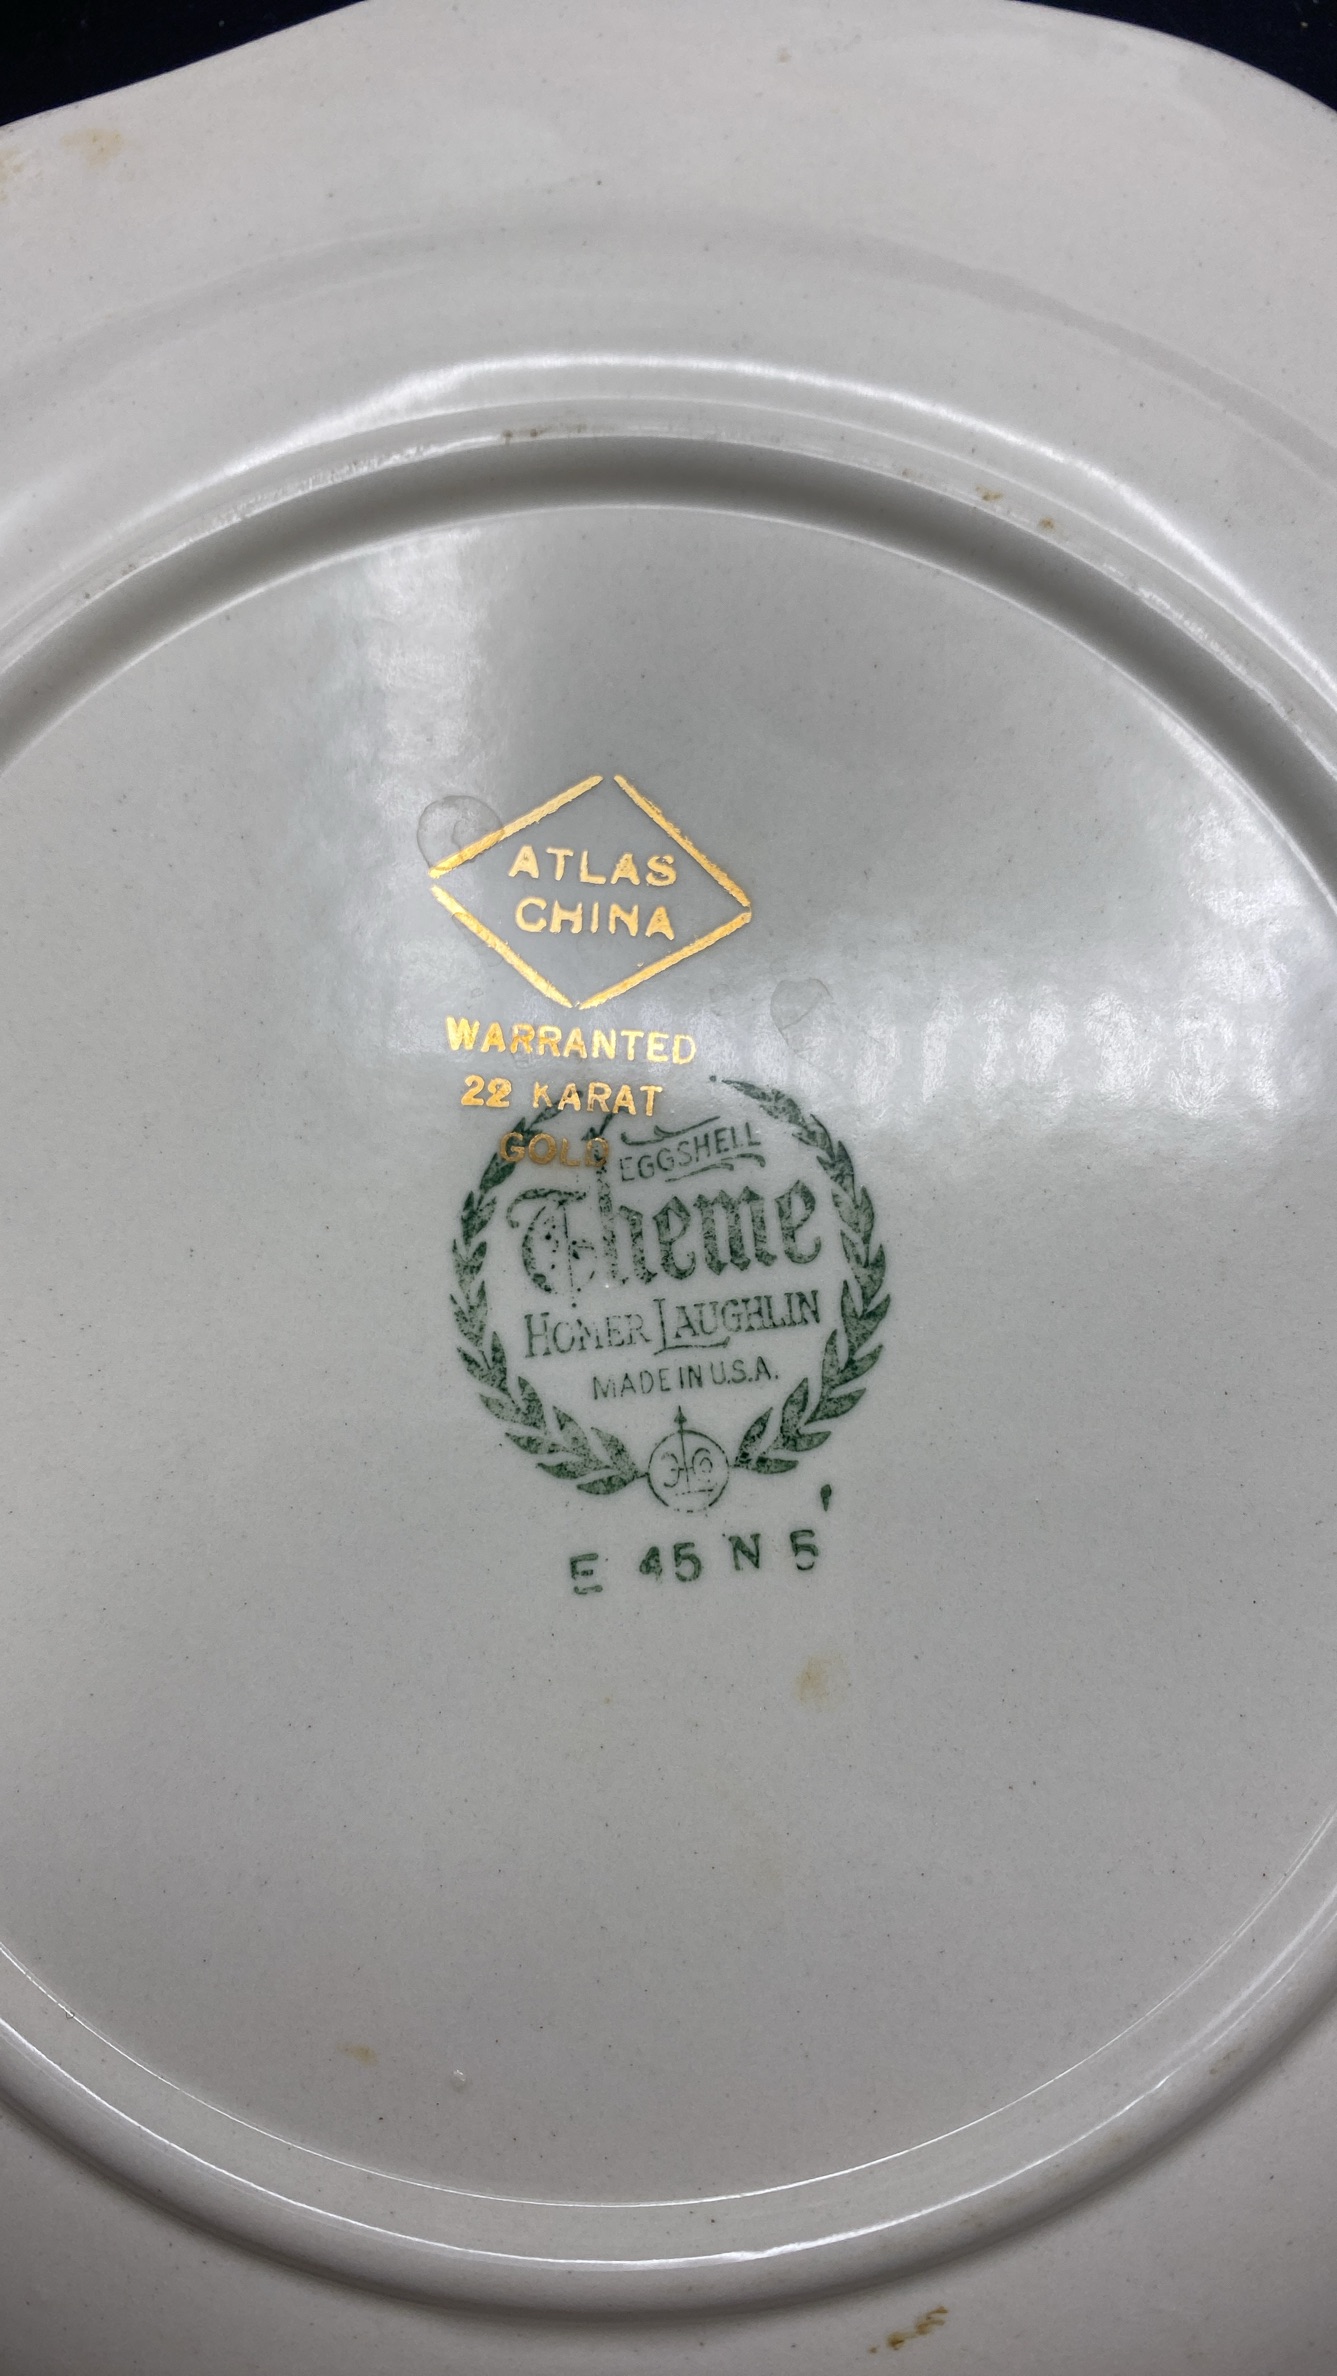 ATLAS
CHINA
WARRANTED
22 KARAT
GOLD
EGGSHELL
Theme
HOMER LAUGHLIN
MADE IN U.S.A.
E 45 N 5